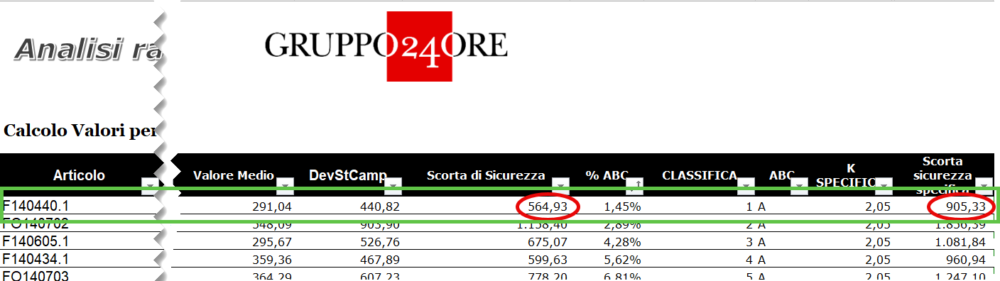 Analisi ra
GRUPPO24ORE
Calcolo Valori per
Articolo Valore Medio DevStCamp Scorta di Sicurezza % ABC CLASSIFICA ABC K SPECIFIC Scorta sicurezza specifica
F140440.1 291,04 440,82 564,93 1,45% 1 A 2,05 905,33
FO140702 548,09 903,90 1.158,40 2,89% 2 A 2,05 1.856,39
F140605.1 295,67 526,76 675,07 4,28% 3 A 2,05 1.081,84
F140434.1 359,36 467,89 599,63 5,62% 4 A 2,05 960,94
FO140703 364,29 607,23 778,20 6,81% 5 A 2,05 1.247,10